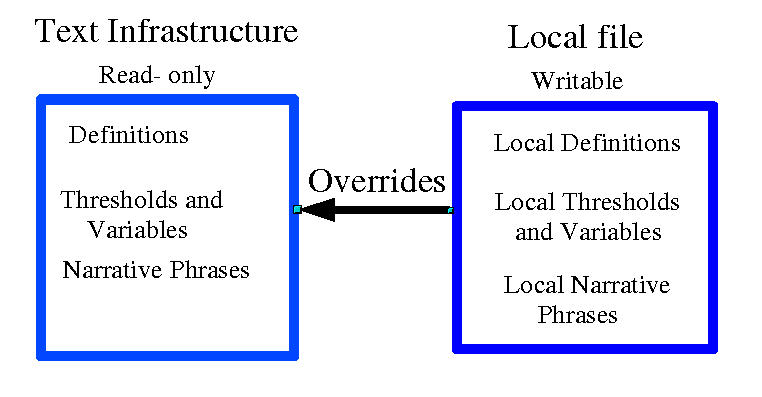 Text Infrastructure
Read- only
Definitions
Thresholds and
Variables
Narrative Phrases
Overrides
Local file
Writable
Local Definitions
Local Thresholds
and Variables
Local Narrative
Phrases